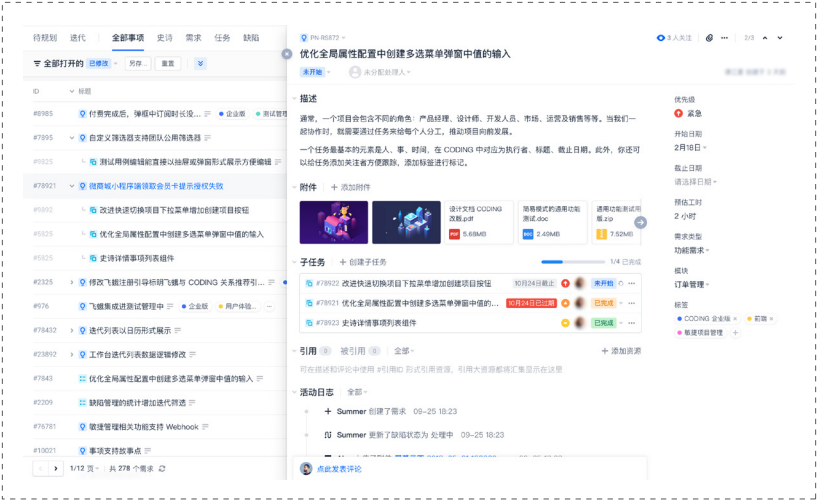 待规划 迭代 全部事项 史诗 需求 任务 缺陷
全部打开的 已修改 另存... 重置
ID 标题
#8985 付费完成后，弹框中订阅时长没... 企业版 测试管理
#7895 自定义筛选器支持团队公用筛选器
#9825 测试用例编辑能直接以抽屉或弹窗形式展示方便编辑
#78921 微商城小程序端领取会员卡提示授权失败
#9892 改进快速切换项目下拉菜单增加创建项目按钮
#5825 优化全局属性配置中创建多选菜单弹窗中值的输入
#5825 史诗详情事项列表组件
#2325 修改飞蛾注册引导标明飞蛾与 CODING 关系推荐引...
#976 飞蛾集成进测试管理中 企业版 用户体验...
#78432 迭代列表以日历形式展示
#23892 工作台迭代列表数据逻辑修改
#7843 优化全局属性配置中创建多选菜单弹窗中值的输入
#2209 缺陷管理的统计增加迭代筛选
#76781 敏捷管理相关功能支持 Webhook
#10021 事项支持故事点
1/12 页 共 278 个需求
PN-R5872
3 人关注 2/3
优化全局属性配置中创建多选菜单弹窗中值的输入
未开始 未分配处理人
描述
通常，一个项目会包含不同的角色：产品经理、设计师、开发人员、市场、运营及销售等等。当我们一
起协作时，就需要通过任务来给每个人分工，推动项目向前发展。
一个任务最基本的元素是人、事、时间，在 CODING 中对应为执行者、标题、截止日期。此外，你还可
以给任务添加关注者方便跟踪，添加标签进行标记。
附件 添加附件
设计文档 CODING
改版.pdf
PDF 5.68MB
简易模式的通用功能
测试.doc
DOC 2.49MB
通用功能测试用
版.zip
7.52MB
子任务 创建子任务 1/4 已完成
#78922 改进快速切换项目下拉菜单增加创建项目按钮 10月24日截止 未开始
#78921 优化全局属性配置中创建多选菜单弹窗中值的... 10月24日已过期 已完成
#78923 史诗详情事项列表组件 已完成
引用 0 被引用 0 全部 添加资源
可在描述和评论中使用 #引用ID 形式引用资源，引用大资源都将汇集显示在这里
活动日志 全部
Summer 创建了需求 09-25 18:23
Summer 更新了缺陷状态为 处理中 09-25 18:23
点此发表评论
优先级
紧急
开始日期
2月18日
截止日期
请选择日期
预估工时
2 小时
需求类型
功能需求
模块
订单管理
标签
CODING 企业版 前端
敏捷项目管理